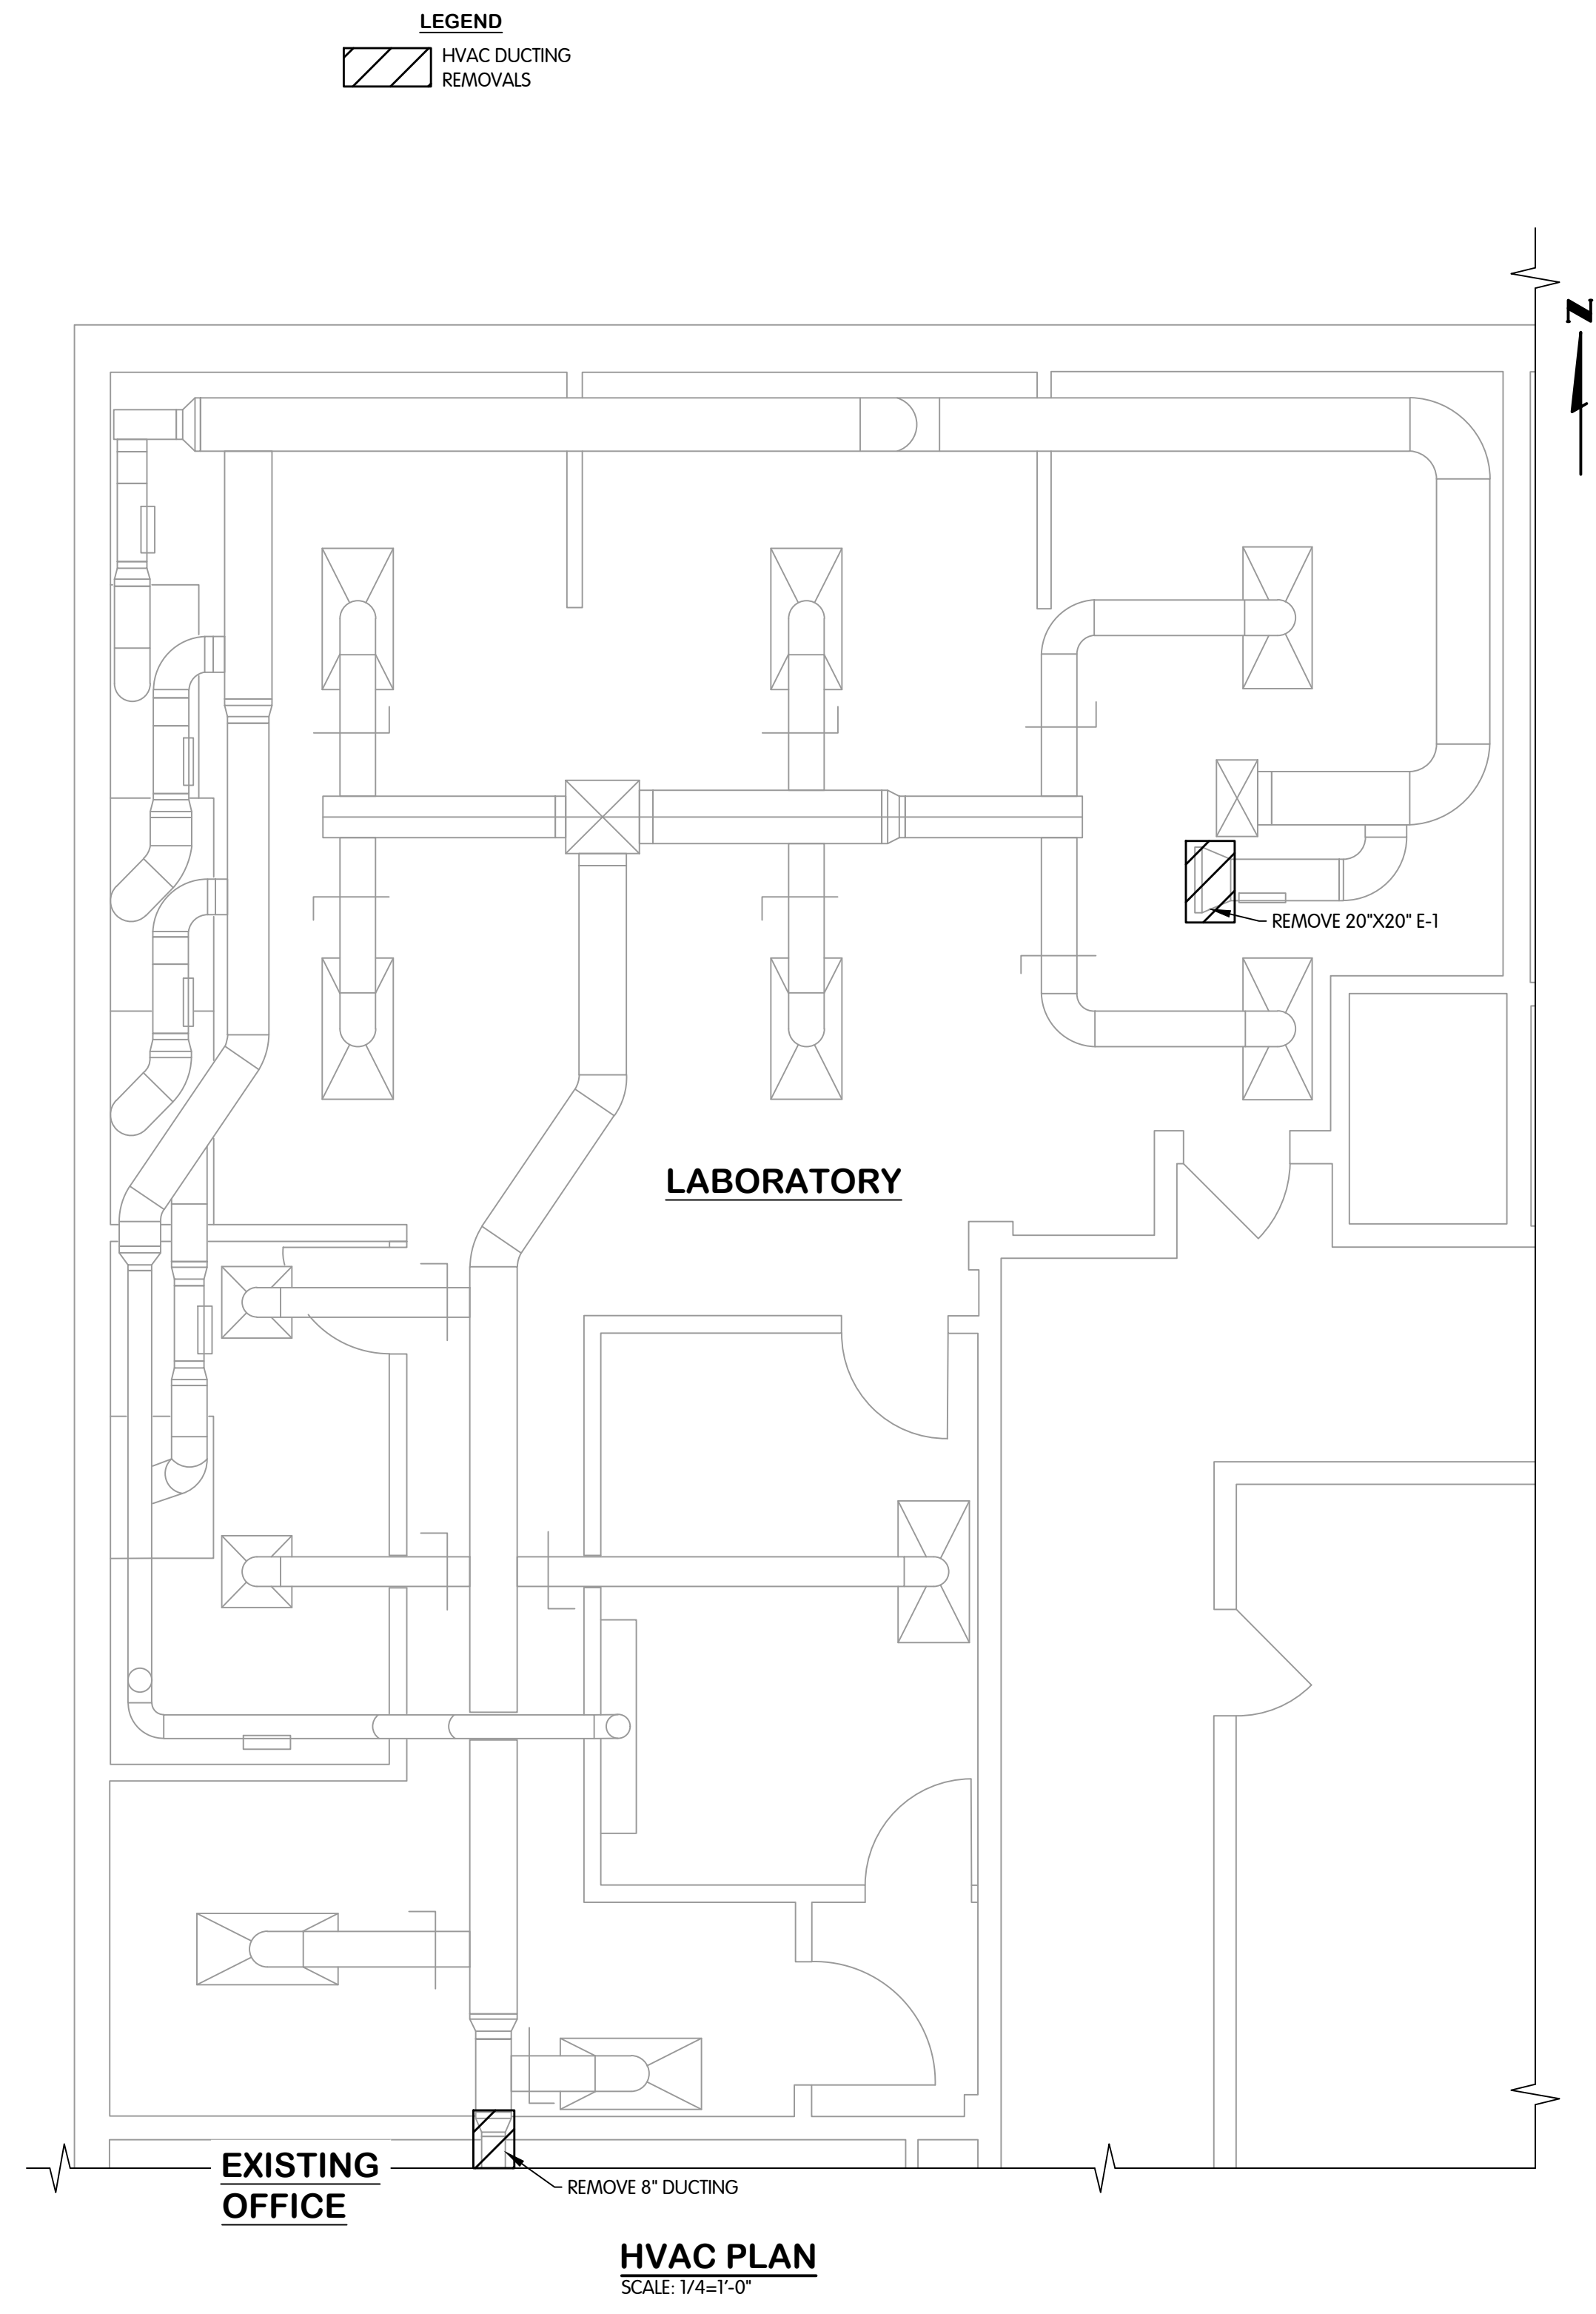 LEGEND
HVAC DUCTING
REMOVALS
N
REMOVE 20"X20" E-1
LABORATORY
EXISTING
OFFICE
REMOVE 8" DUCTING
HVAC PLAN
SCALE: 1/4=1'-0"